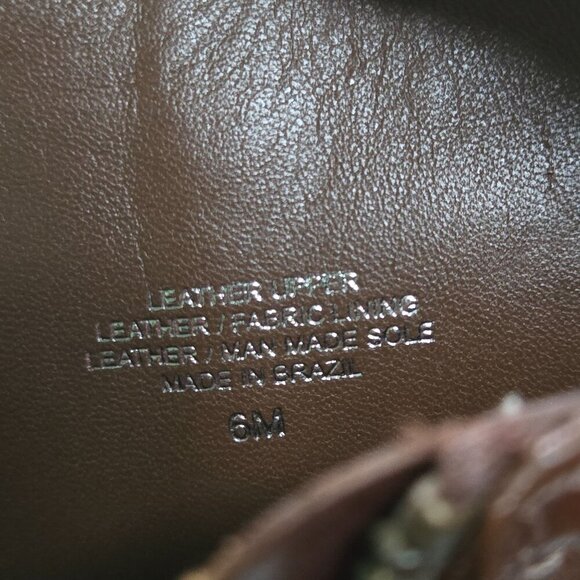 LEATHER UPPER
LEATHER / FABRIC LINING
LEATHER / MAN MADE SOLE
MADE IN BRAZIL
6M